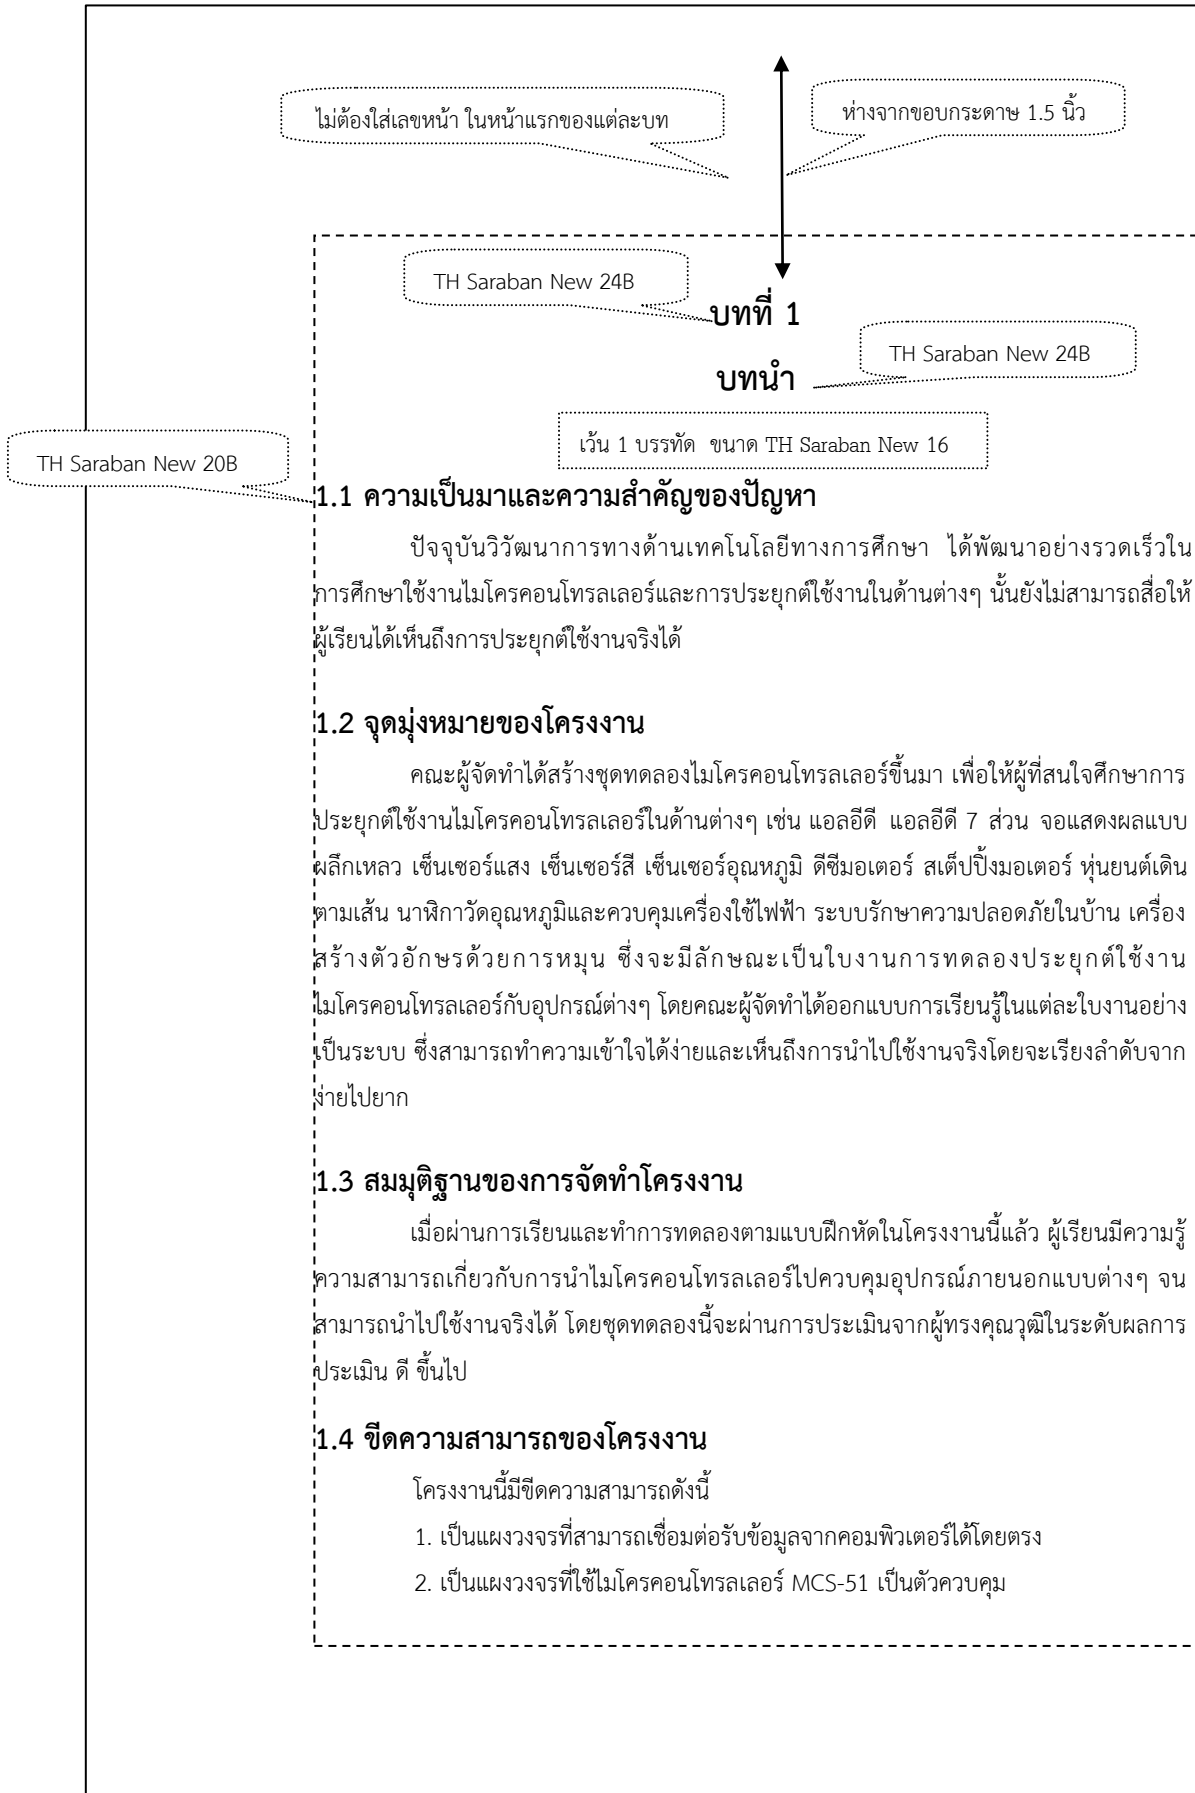 ไม่ต้องใส่เลขหน้า ในหน้าแรกของแต่ละบท
ห่างจากขอบกระดาษ 1.5 นิ้ว
TH Saraban New 24B
บทที่ 1
TH Saraban New 24B
บทนำ
เว้น 1 บรรทัด ขนาด TH Saraban New 16
TH Saraban New 20B
1.1 ความเป็นมาและความสำคัญของปัญหา
ปัจจุบันวิวัฒนาการทางด้านเทคโนโลยีทางการศึกษา ได้พัฒนาอย่างรวดเร็วใน
การศึกษาใช้งานไมโครคอนโทรลเลอร์และการประยุกต์ใช้งานในด้านต่างๆ นั้นยังไม่สามารถสื่อให้
ผู้เรียนได้เห็นถึงการประยุกต์ใช้งานจริงได้
1.2 จุดมุ่งหมายของโครงงาน
คณะผู้จัดทำได้สร้างชุดทดลองไมโครคอนโทรลเลอร์ขึ้นมา เพื่อให้ผู้ที่สนใจศึกษาการ
ประยุกต์ใช้งานไมโครคอนโทรลเลอร์ในด้านต่างๆ เช่น แอลอีดี แอลอีดี 7 ส่วน จอแสดงผลแบบ
ผลึกเหลว เซ็นเซอร์แสง เซ็นเซอร์สี เซ็นเซอร์อุณหภูมิ ดีซีมอเตอร์ สเต็ปปิ้งมอเตอร์ หุ่นยนต์เดิน
ตามเส้น นาฬิกาวัดอุณหภูมิและควบคุมเครื่องใช้ไฟฟ้า ระบบรักษาความปลอดภัยในบ้าน เครื่อง
สร้างตัวอักษรด้วยการหมุน ซึ่งจะมีลักษณะเป็นใบงานการทดลองประยุกต์ใช้งาน
ไมโครคอนโทรลเลอร์กับอุปกรณ์ต่างๆ โดยคณะผู้จัดทำได้ออกแบบการเรียนรู้ในแต่ละใบงานอย่าง
เป็นระบบ ซึ่งสามารถทำความเข้าใจได้ง่ายและเห็นถึงการนำไปใช้งานจริงโดยจะเรียงลำดับจาก
ง่ายไปยาก
1.3 สมมุติฐานของการจัดทำโครงงาน
เมื่อผ่านการเรียนและทำการทดลองตามแบบฝึกหัดในโครงงานนี้แล้ว ผู้เรียนมีความรู้
ความสามารถเกี่ยวกับการนำไมโครคอนโทรลเลอร์ไปควบคุมอุปกรณ์ภายนอกแบบต่างๆ จน
สามารถนำไปใช้งานจริงได้ โดยชุดทดลองนี้จะผ่านการประเมินจากผู้ทรงคุณวุฒิในระดับผลการ
ประเมิน ดี ขึ้นไป
1.4 ขีดความสามารถของโครงงาน
โครงงานนี้มีขีดความสามารถดังนี้
1. เป็นแผงวงจรที่สามารถเชื่อมต่อรับข้อมูลจากคอมพิวเตอร์ได้โดยตรง
2. เป็นแผงวงจรที่ใช้ไมโครคอนโทรลเลอร์ MCS-51 เป็นตัวควบคุม